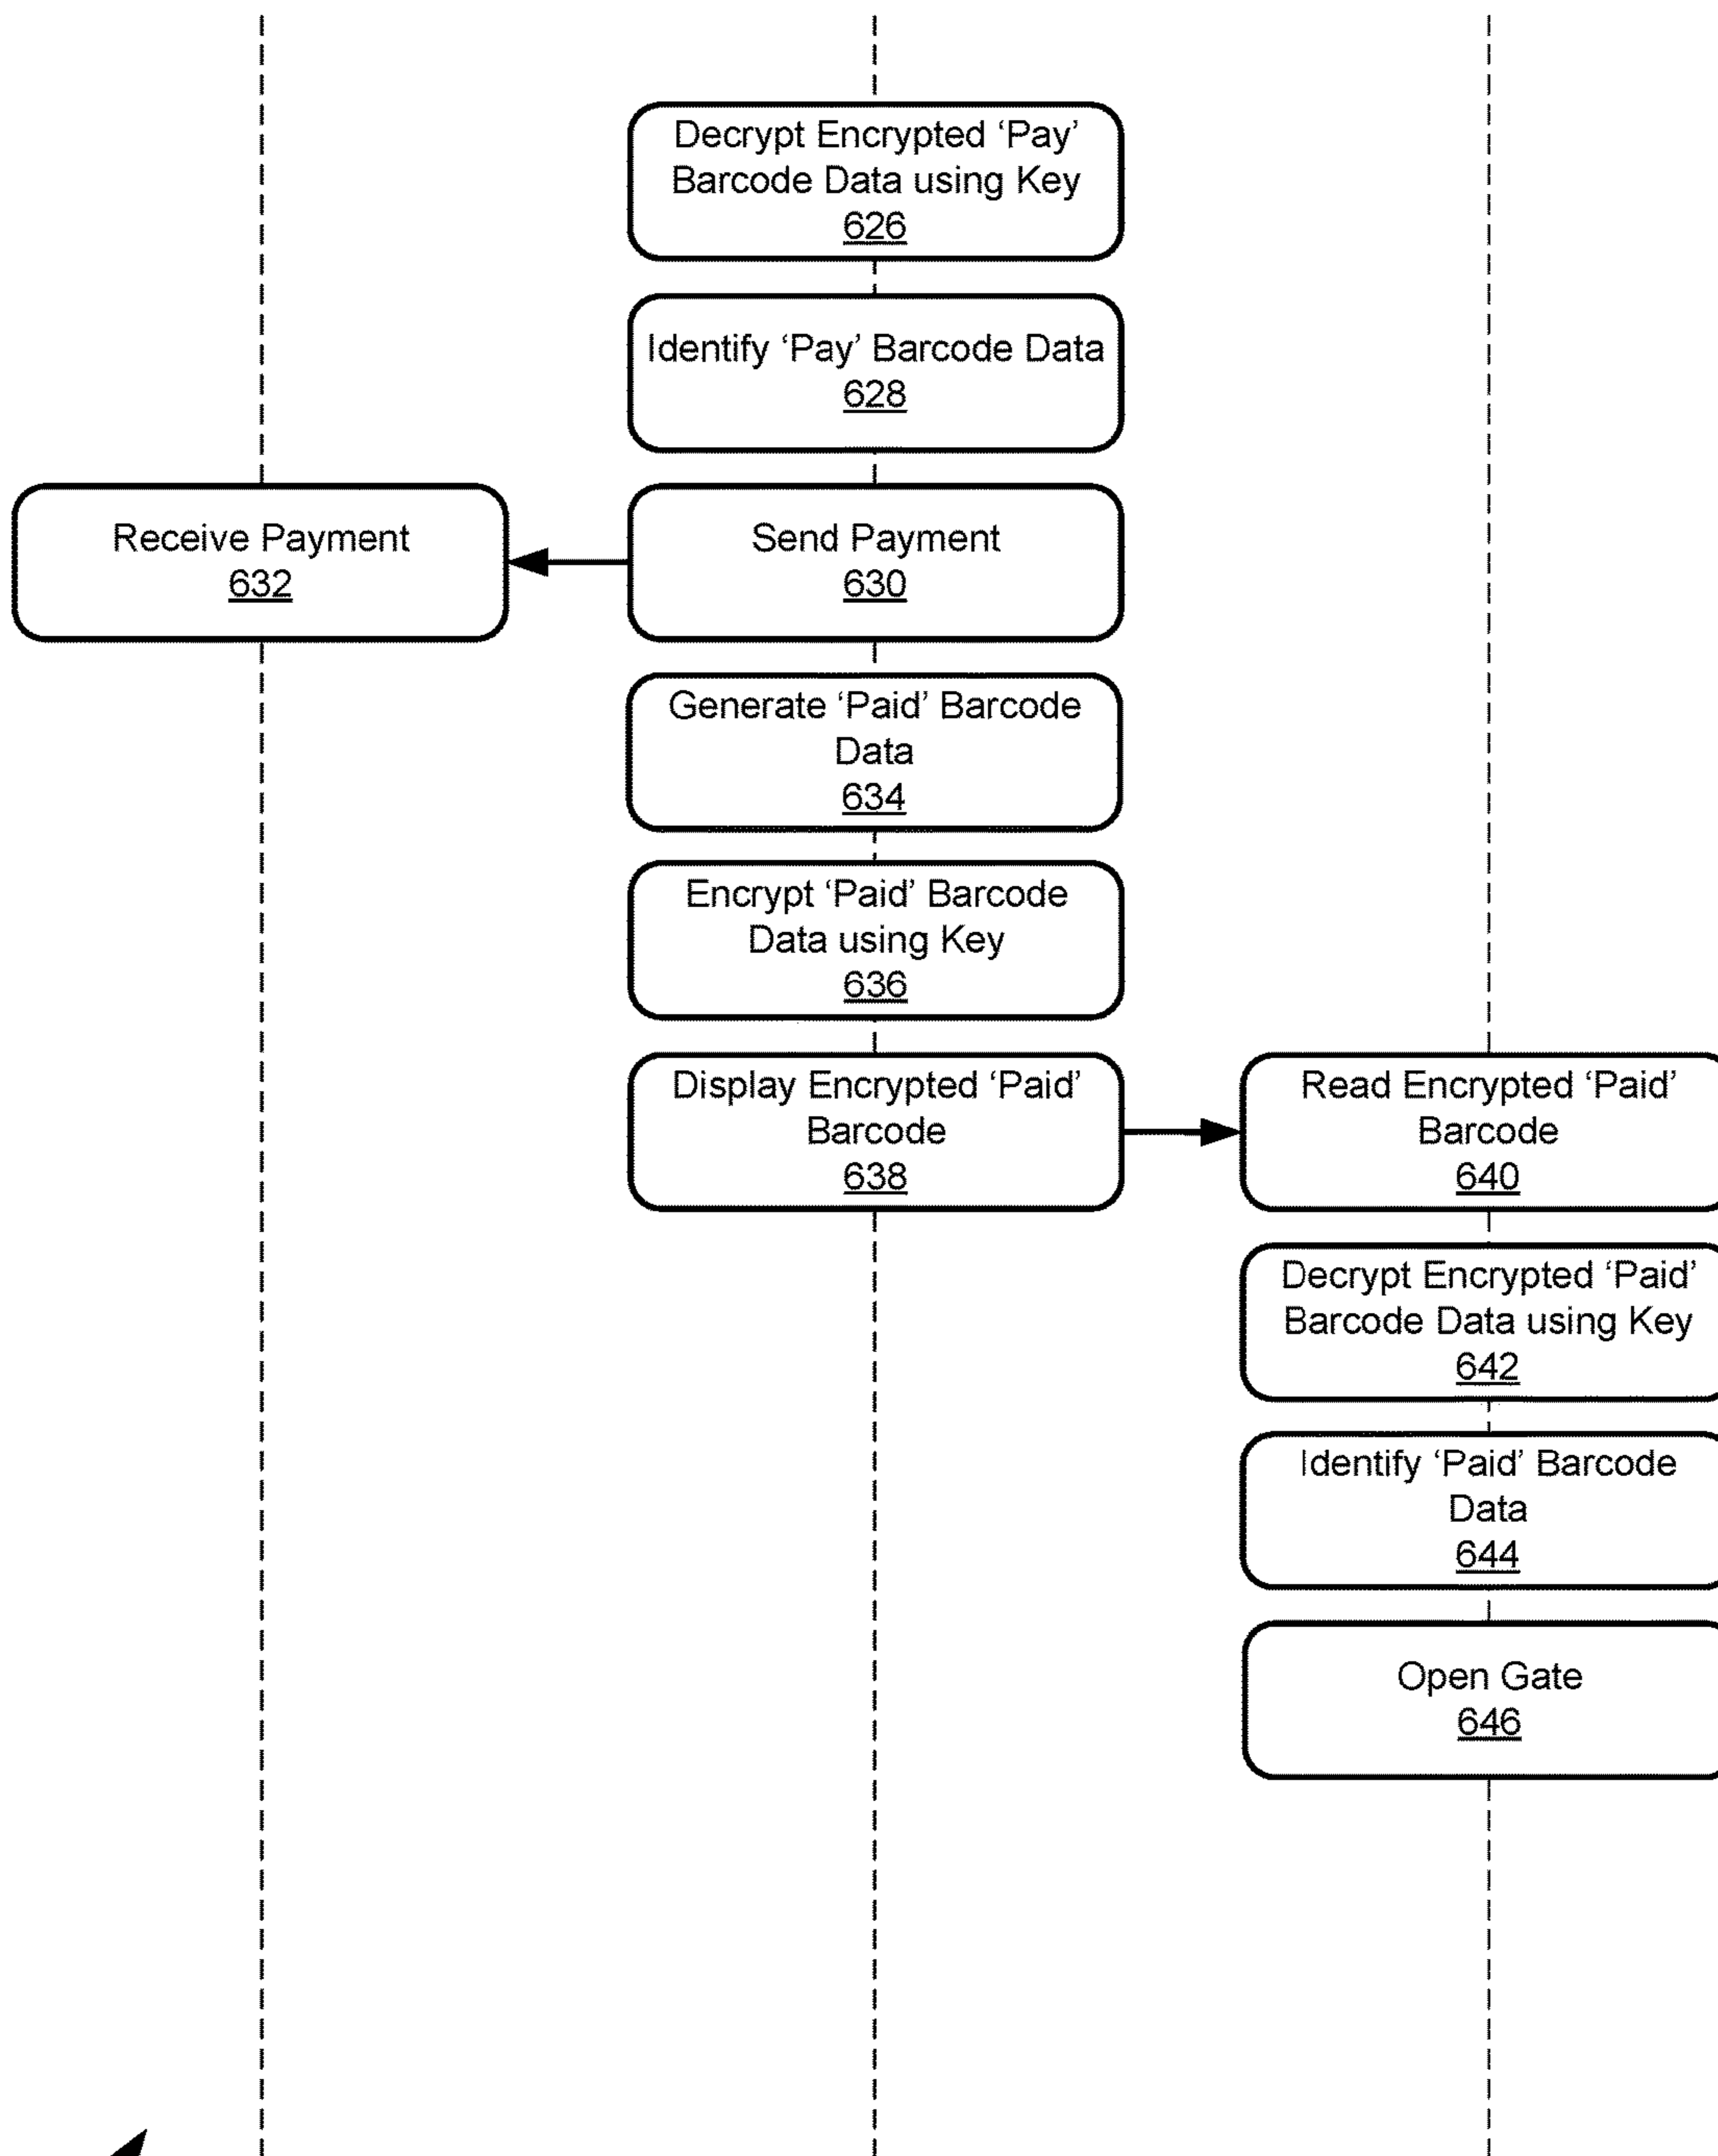 Decrypt Encrypted ‘Pay’
Barcode Data using Key
626
Identify ‘Pay’ Barcode Data
628
Receive Payment
632
Send Payment
630
Generate ‘Paid’ Barcode
Data
634
Encrypt ‘Paid’ Barcode
Data using Key
636
Display Encrypted ‘Paid’
Barcode
638
Read Encrypted ‘Paid’
Barcode
640
Decrypt Encrypted ‘Paid’
Barcode Data using Key
642
Identify ‘Paid’ Barcode
Data
644
Open Gate
646